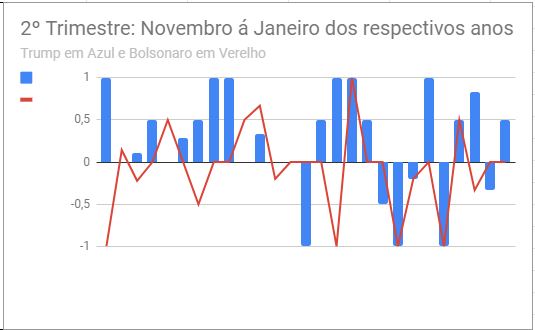 2º Trimestre: Novembro á Janeiro dos respectivos anos
Trump em Azul e Bolsonaro em Verelho
1
0,5
0
-0,5
-1